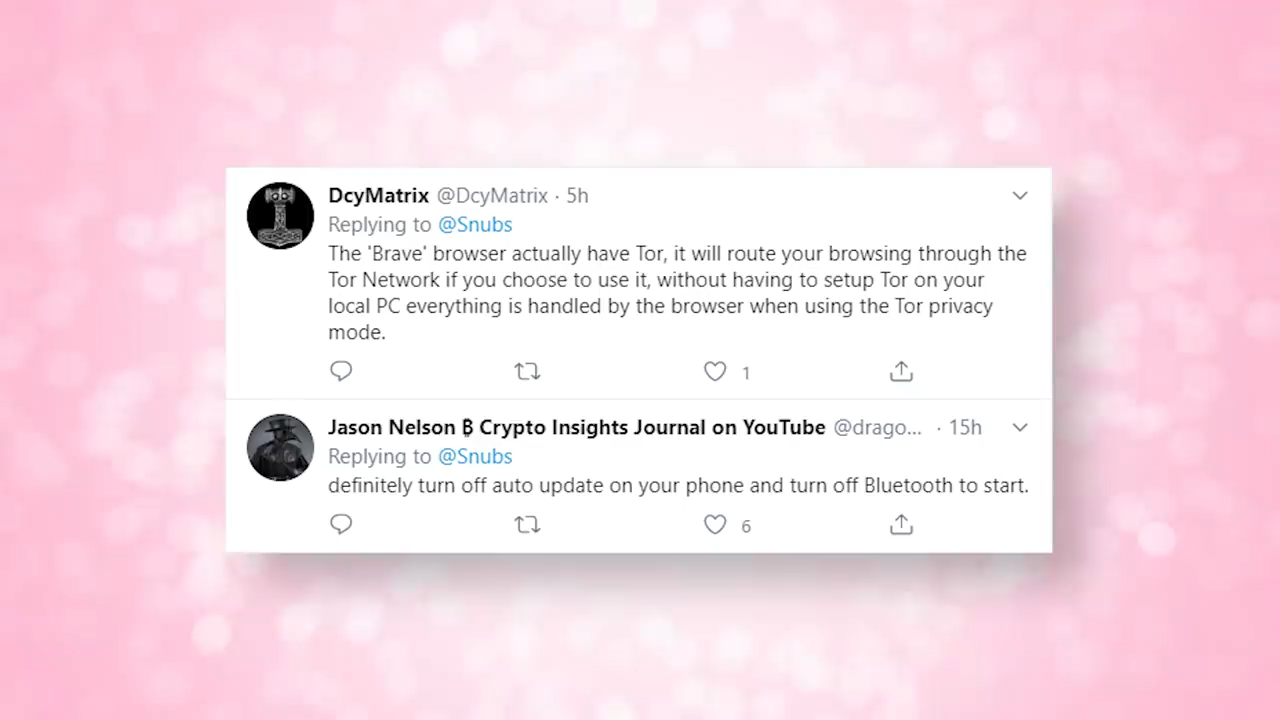 DcyMatrix @DcyMatrix · 5h
Replying to @Snubs
The 'Brave' browser actually have Tor, it will route your browsing through the
Tor Network if you choose to use it, without having to setup Tor on your
local PC everything is handled by the browser when using the Tor privacy
mode.
1
Jason Nelson ₿ Crypto Insights Journal on YouTube @drago... · 15h
Replying to @Snubs
definitely turn off auto update on your phone and turn off Bluetooth to start.
6